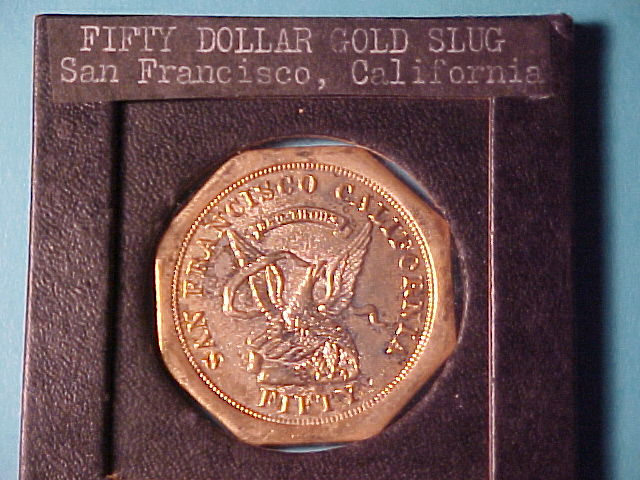 FIFTY DOLLAR GOLD SLUG
San Francisco, California
SAN FRANCISCO CALIFORNIA
FIFTY